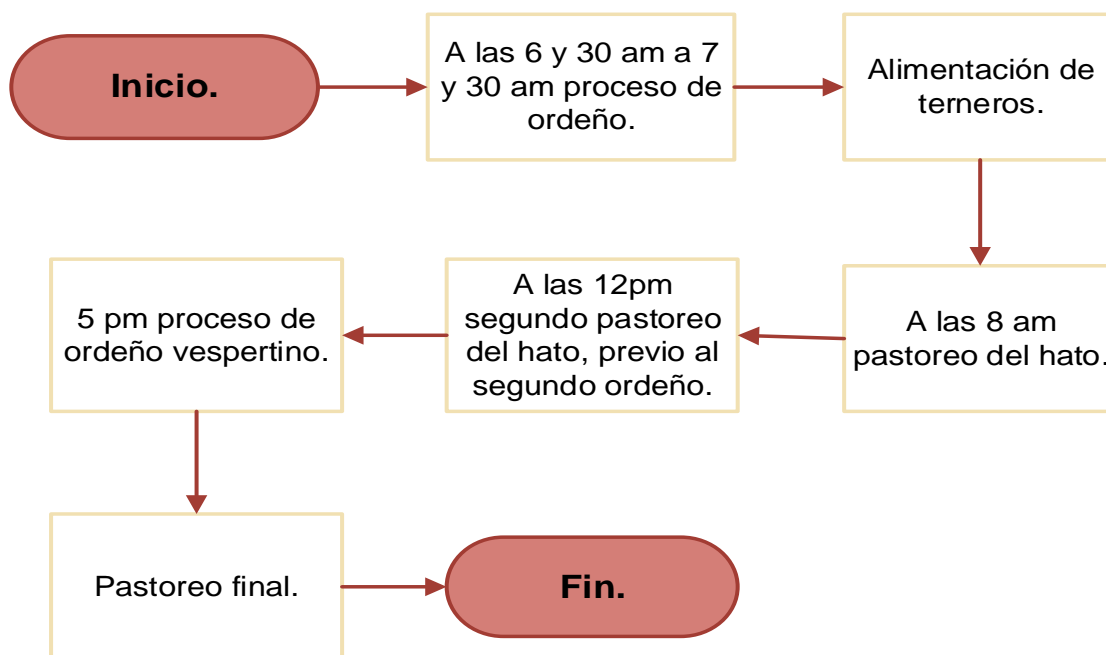 Inicio.
A las 6 y 30 am a 7
y 30 am proceso de
ordeño.
Alimentación de
terneros.
A las 8 am
pastoreo del hato.
A las 12pm
segundo pastoreo
del hato, previo al
segundo ordeño.
5 pm proceso de
ordeño vespertino.
Pastoreo final.
Fin.